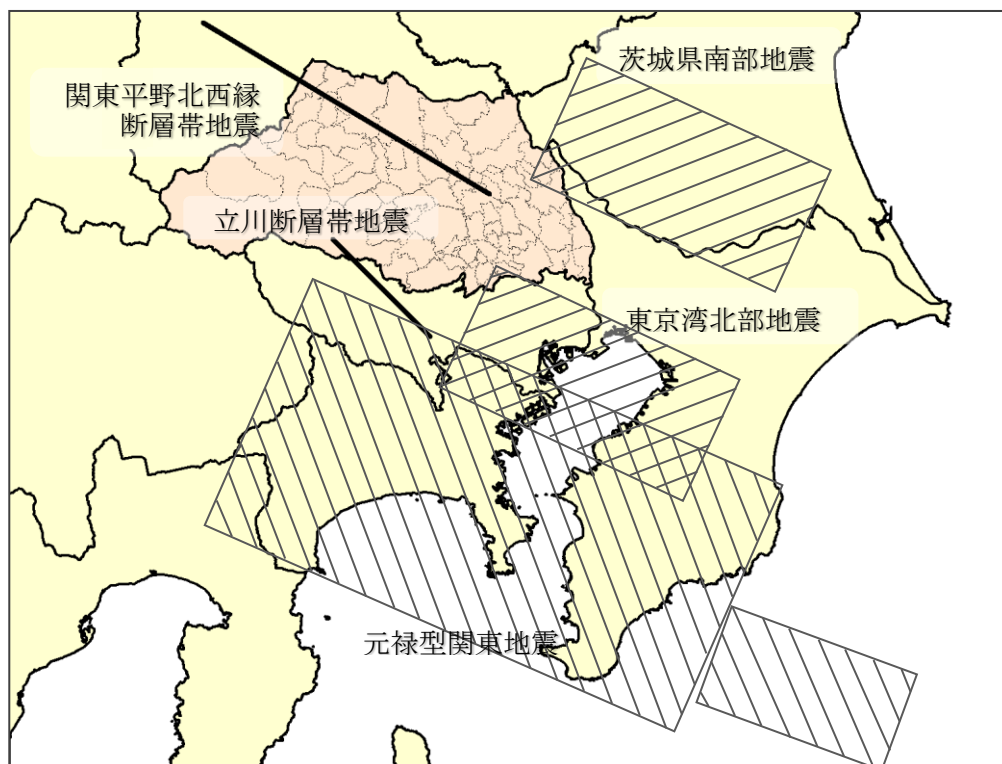 茨城県南部地震
関東平野北西縁
断層帯地震
立川断層帯地震
東京湾北部地震
元禄型関東地震